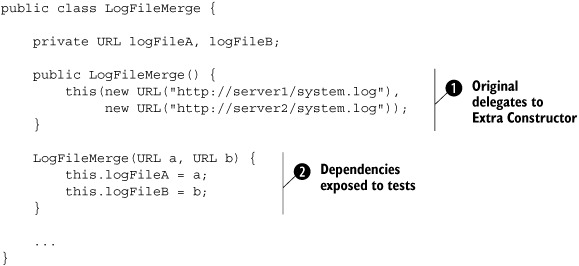 public class LogFileMerge {
private URL logFileA, logFileB;
public LogFileMerge() {
this(new URL("http://server1/system.log"),
new URL("http://server2/system.log"));
}
1 Original
delegates to
Extra Constructor
LogFileMerge(URL a, URL b) {
this.logFileA = a;
this.logFileB = b;
}
2 Dependencies
exposed to tests
...
}